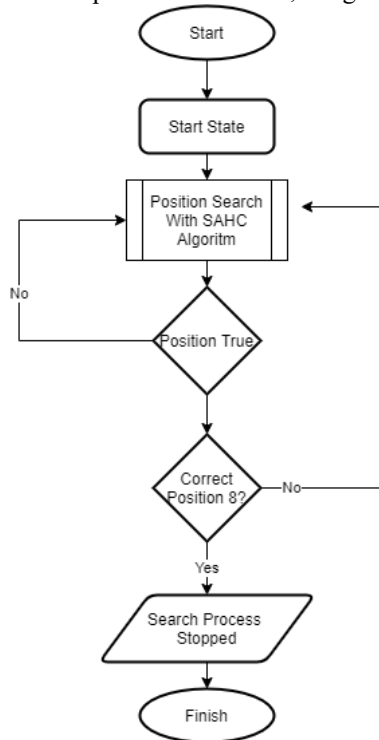 Start
Start State
Position Search
With SAHC
Algoritm
No
Position True
Correct
Position 8?
No
Yes
Search Process
Stopped
Finish